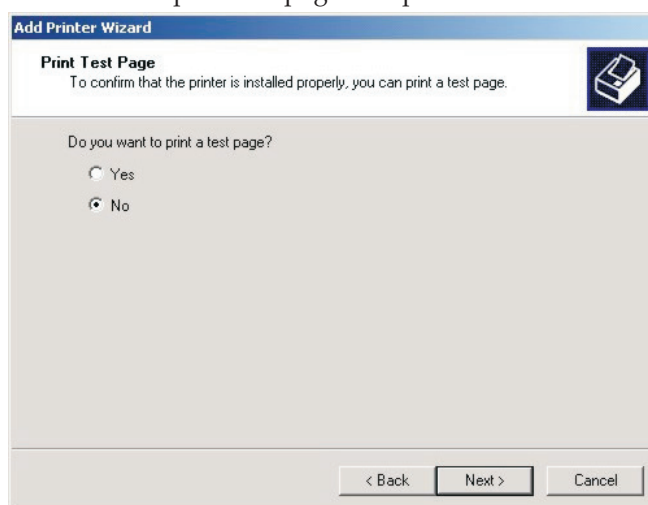 Add Printer Wizard
Print Test Page
To confirm that the printer is installed properly, you can print a test page.
Do you want to print a test page?
Yes
No
< Back Next > Cancel